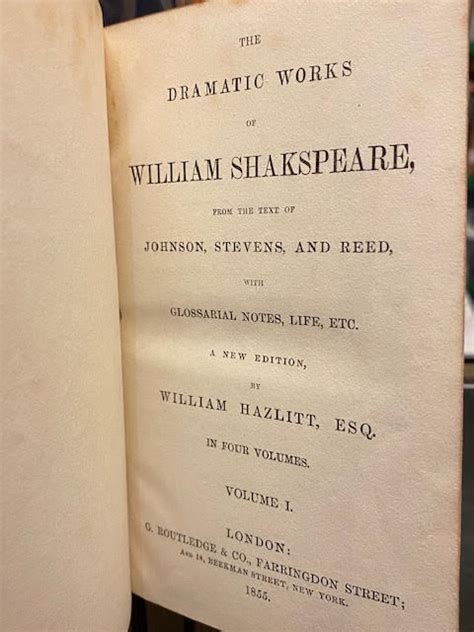 THE
DRAMATIC WORKS
OF
WILLIAM SHAKSPEARE,
FROM THE TEXT OF
JOHNSON, STEVENS, AND REED,
WITH
GLOSSARIAL NOTES, LIFE, ETC.
A NEW EDITION,
BY
WILLIAM HAZLITT, ESQ.
IN FOUR VOLUMES.
VOLUME I.
LONDON:
G. ROUTLEDGE & CO., FARRINGDON STREET;
AND 18, BEEKMAN STREET, NEW YORK.
1855.